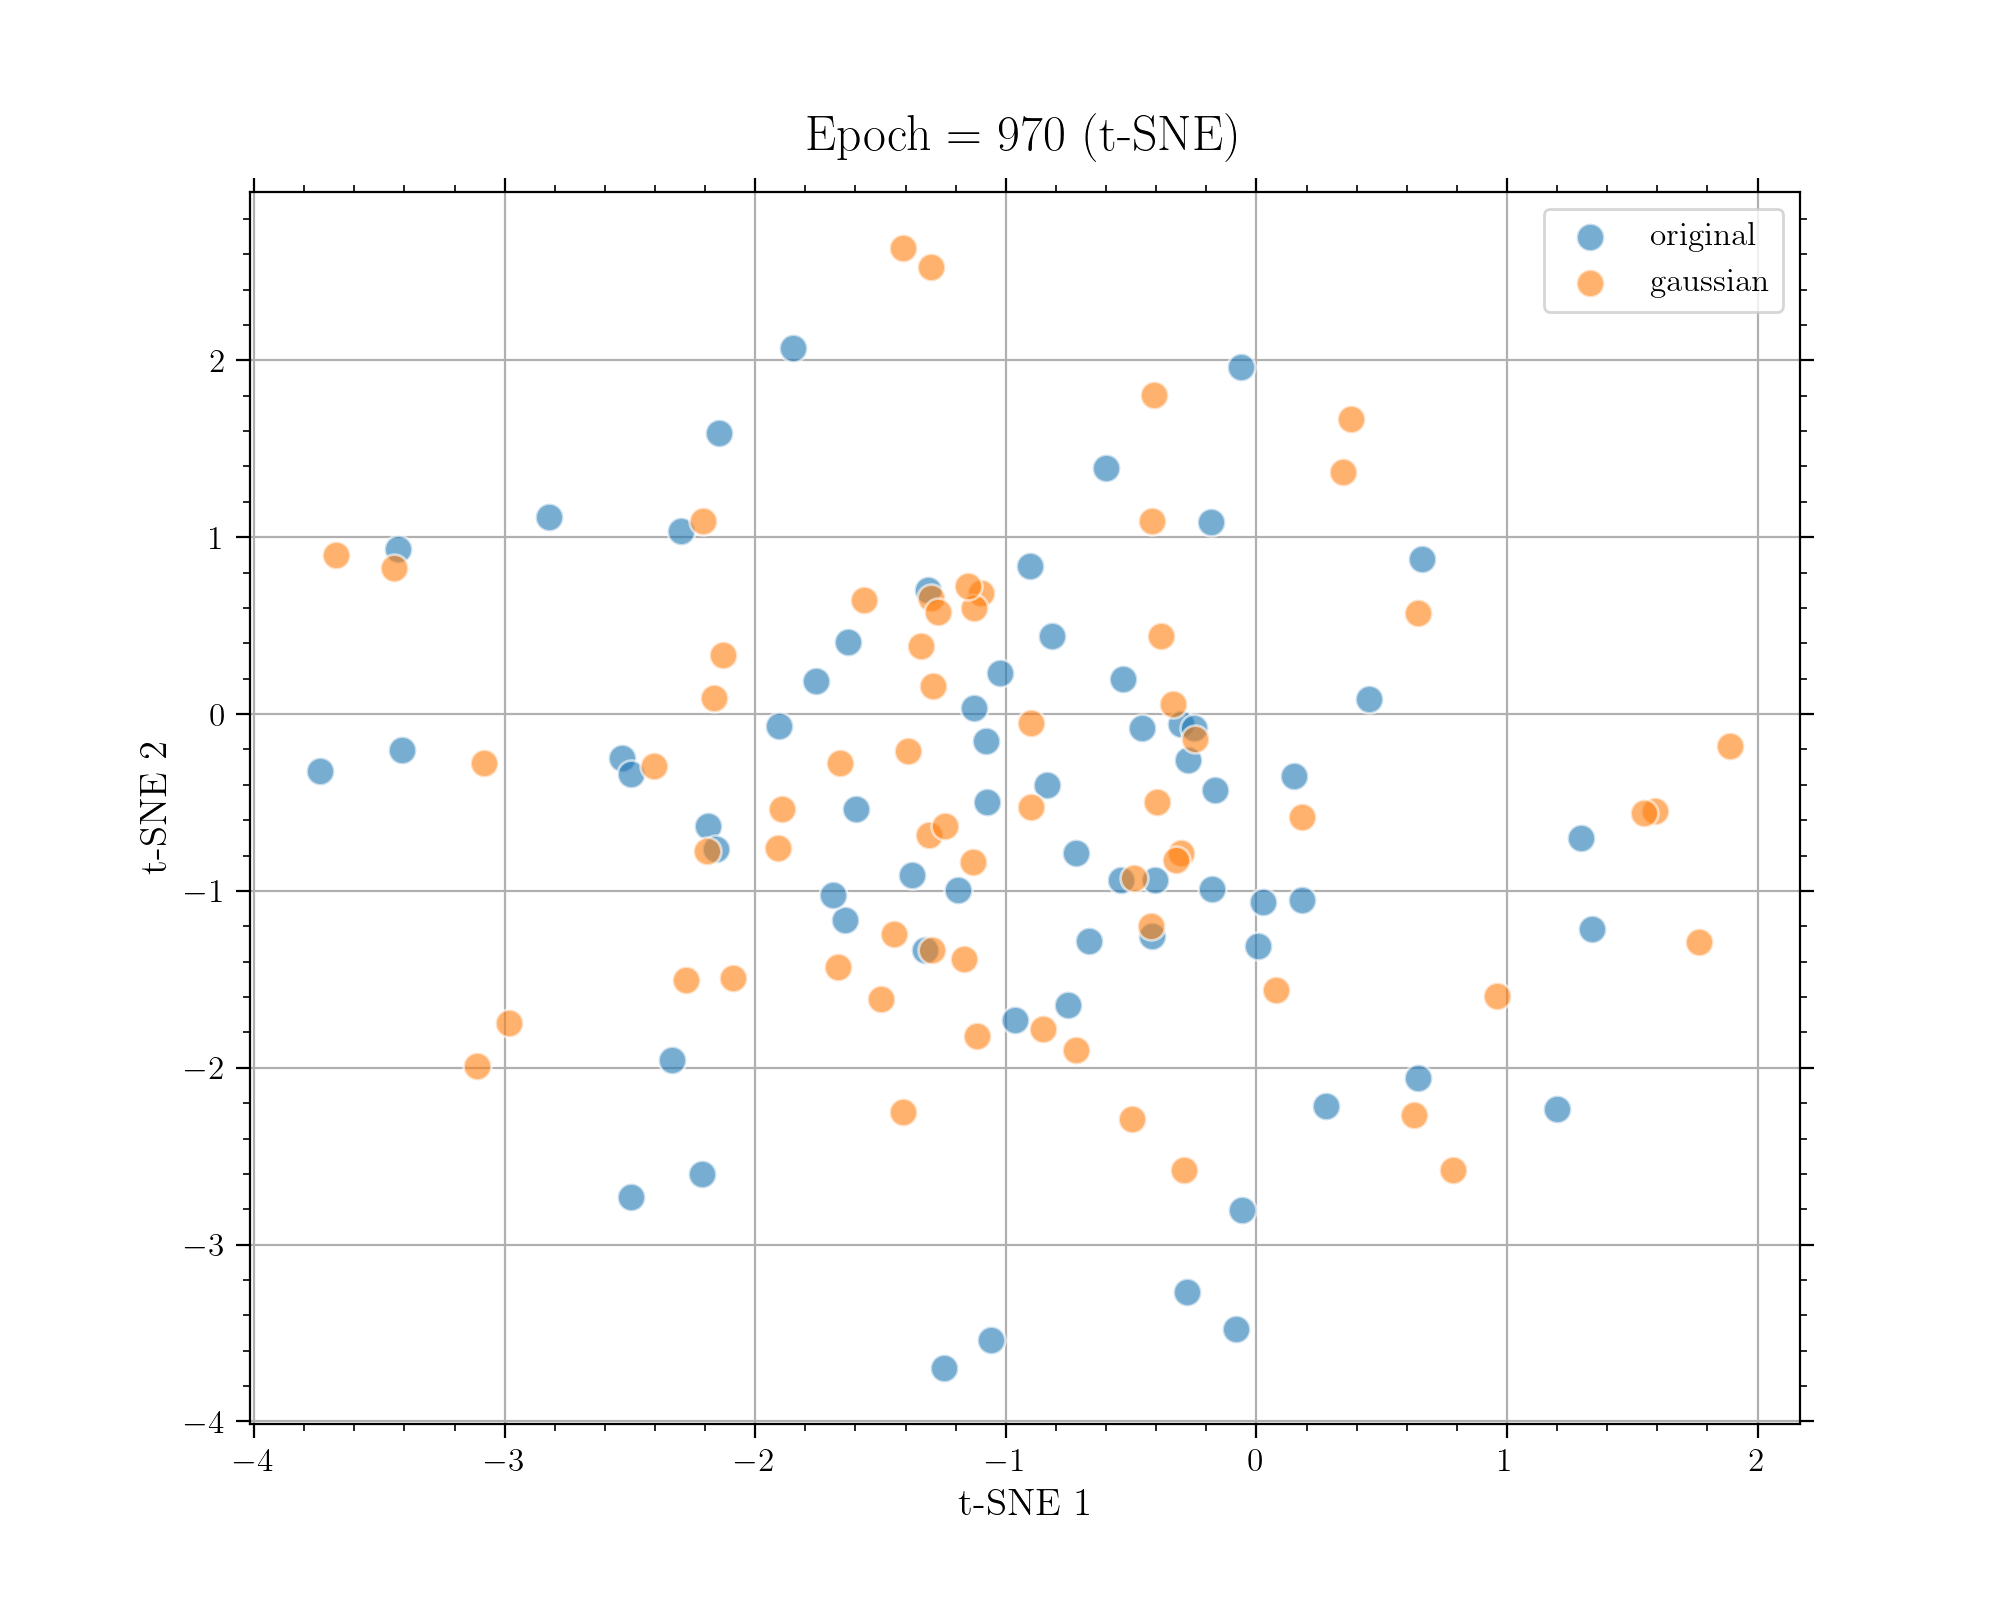 Epoch = 970 (t-SNE)
original
gaussian
2
1
0
−1
−2
−3
−4
t-SNE 2
−4 −3 −2 −1 0 1 2
t-SNE 1